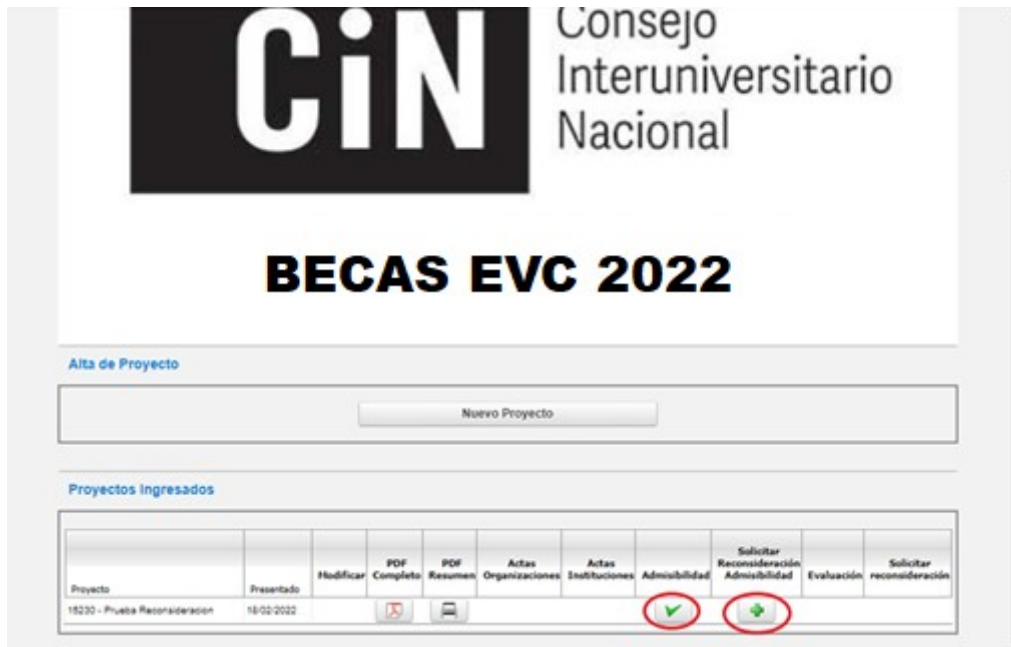 CiN
Consejo
Interuniversitario
Nacional
BECAS EVC 2022
Alta de Proyecto
Nuevo Proyecto
Proyectos Ingresados
Proyecto Presentado Modificar PDF Completo PDF Resumen Actas Organizaciones Actas Instituciones Admisibilidad Solicitar Reconsideración Admisibilidad Evaluación Solicitar reconsideración
15230 - Prueba Reconsideracion 18/02/2022